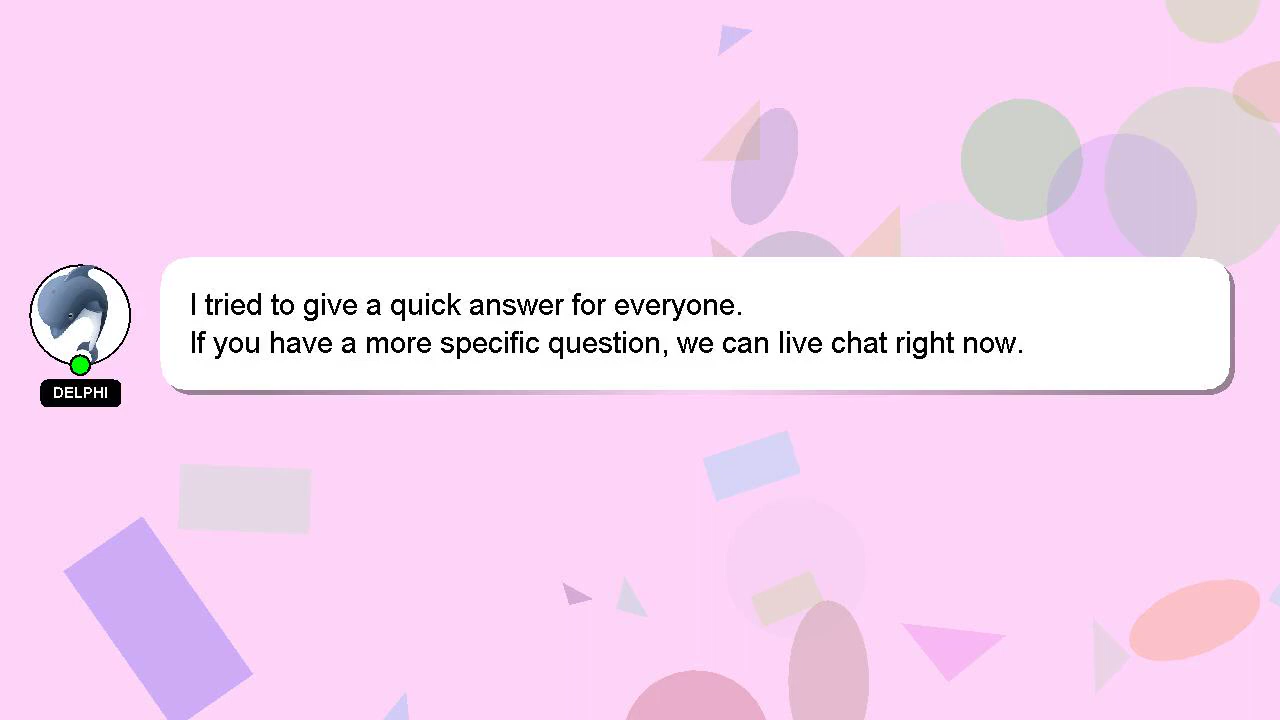 I tried to give a quick answer for everyone.
If you have a more specific question, we can live chat right now.
DELPHI